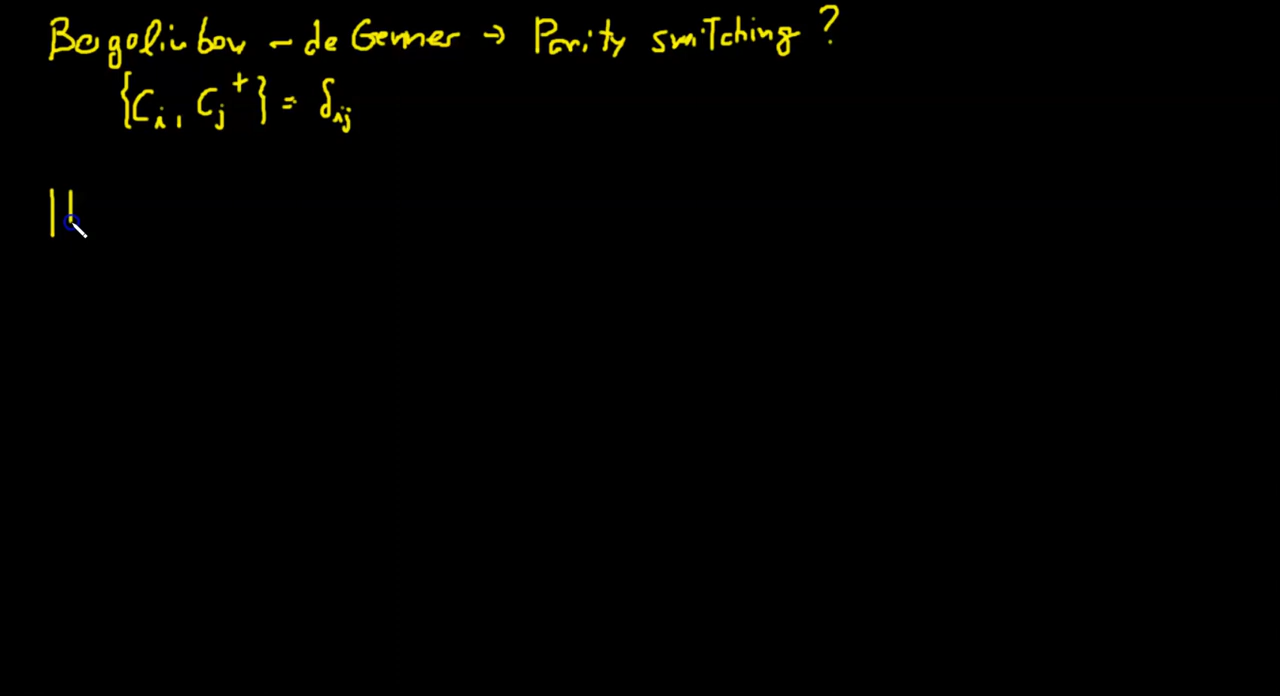 Bogoliubov - de Gennes → Parity switching ?
{C_i, C_j^+} = δ_ij